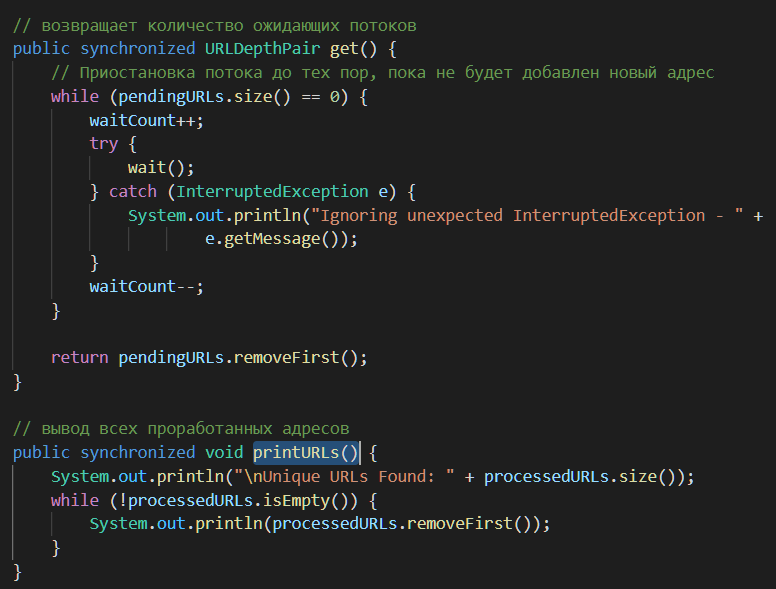 // возвращает количество ожидающих потоков
public synchronized URLDepthPair get() {
    // Приостановка потока до тех пор, пока не будет добавлен новый адрес
    while (pendingURLs.size() == 0) {
        waitCount++;
        try {
            wait();
        } catch (InterruptedException e) {
            System.out.println("Ignoring unexpected InterruptedException - " +
                    e.getMessage());
        }
        waitCount--;
    }

    return pendingURLs.removeFirst();
}

// вывод всех проработанных адресов
public synchronized void printURLs() {
    System.out.println("\nUnique URLs Found: " + processedURLs.size());
    while (!processedURLs.isEmpty()) {
        System.out.println(processedURLs.removeFirst());
    }
}